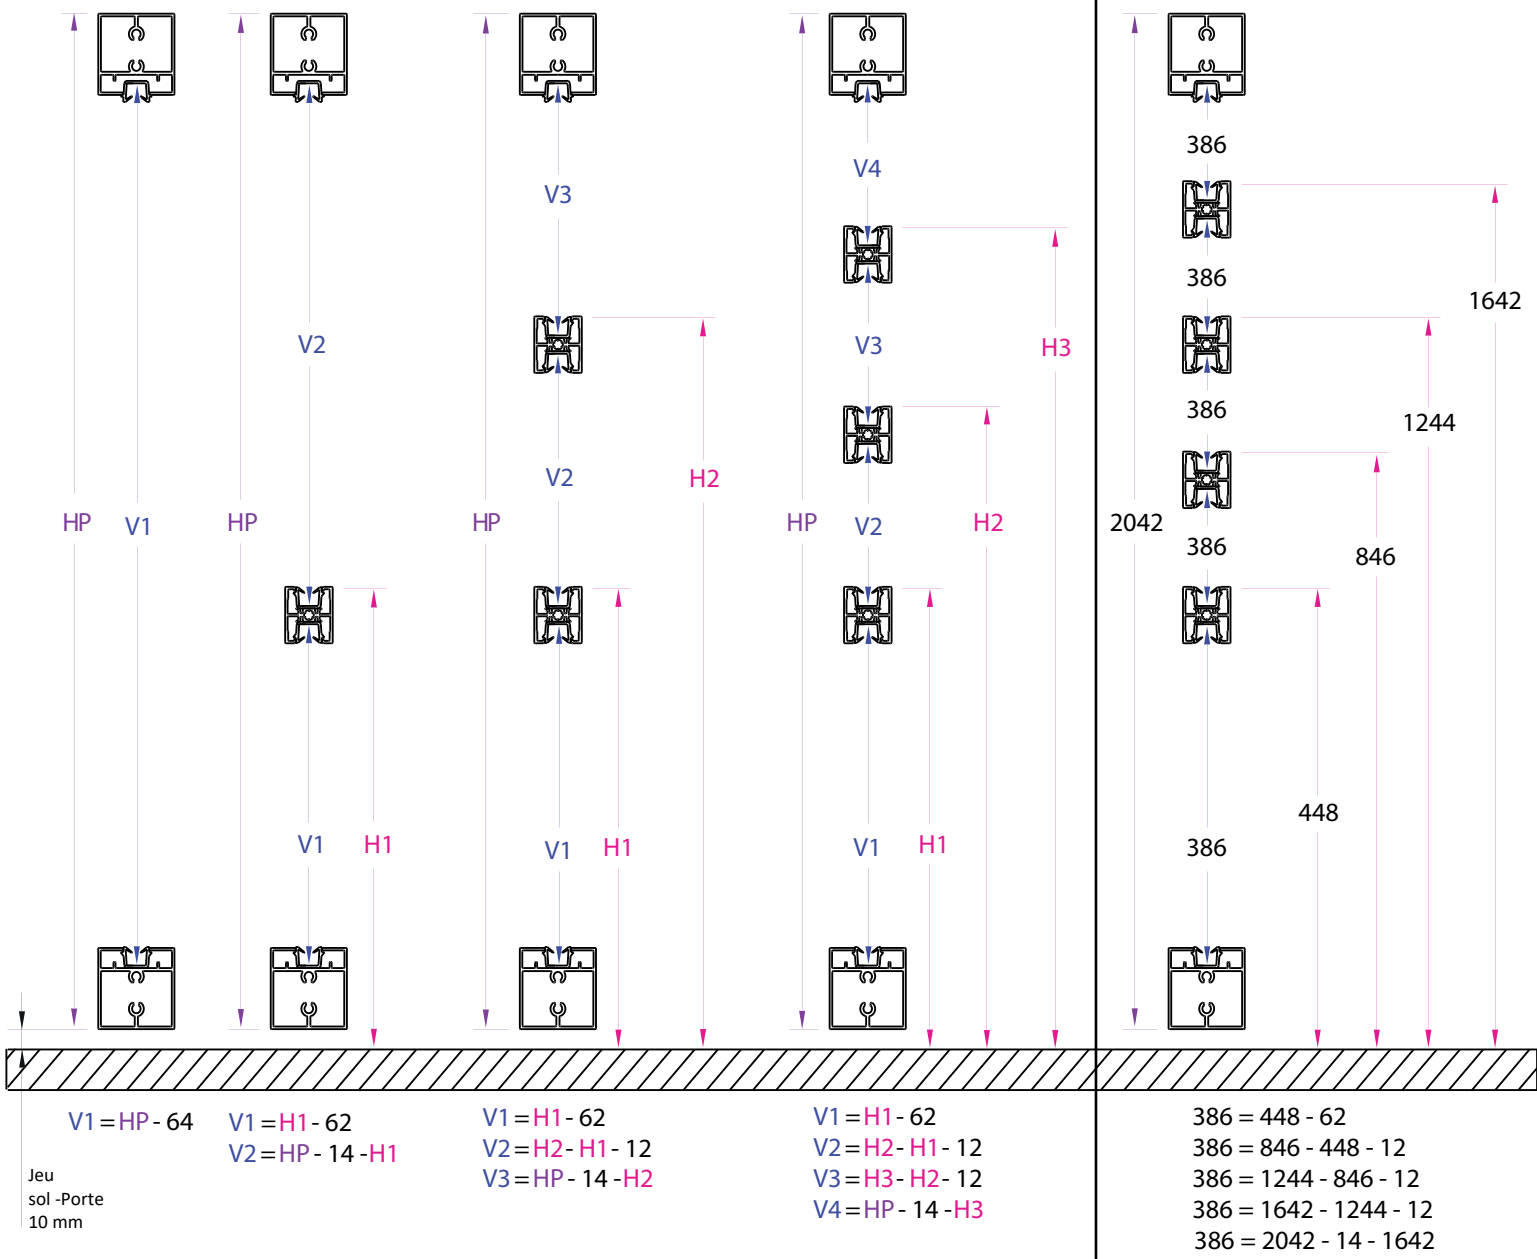 386
V4
V3
386
1642
V2
V3
H3
386
1244
V2
H2
HP
V1
HP
HP
HP
V2
H2
2042
386
846
448
V1
H1
V1
H1
V1
H1
386
V1 = HP - 64
V1 = H1 - 62
V2 = HP - 14 - H1
V1 = H1 - 62
V2 = H2 - H1 - 12
V3 = HP - 14 - H2
V1 = H1 - 62
V2 = H2 - H1 - 12
V3 = H3 - H2 - 12
V4 = HP - 14 - H3
386 = 448 - 62
386 = 846 - 448 - 12
386 = 1244 - 846 - 12
386 = 1642 - 1244 - 12
386 = 2042 - 14 - 1642
Jeu
sol -Porte
10 mm